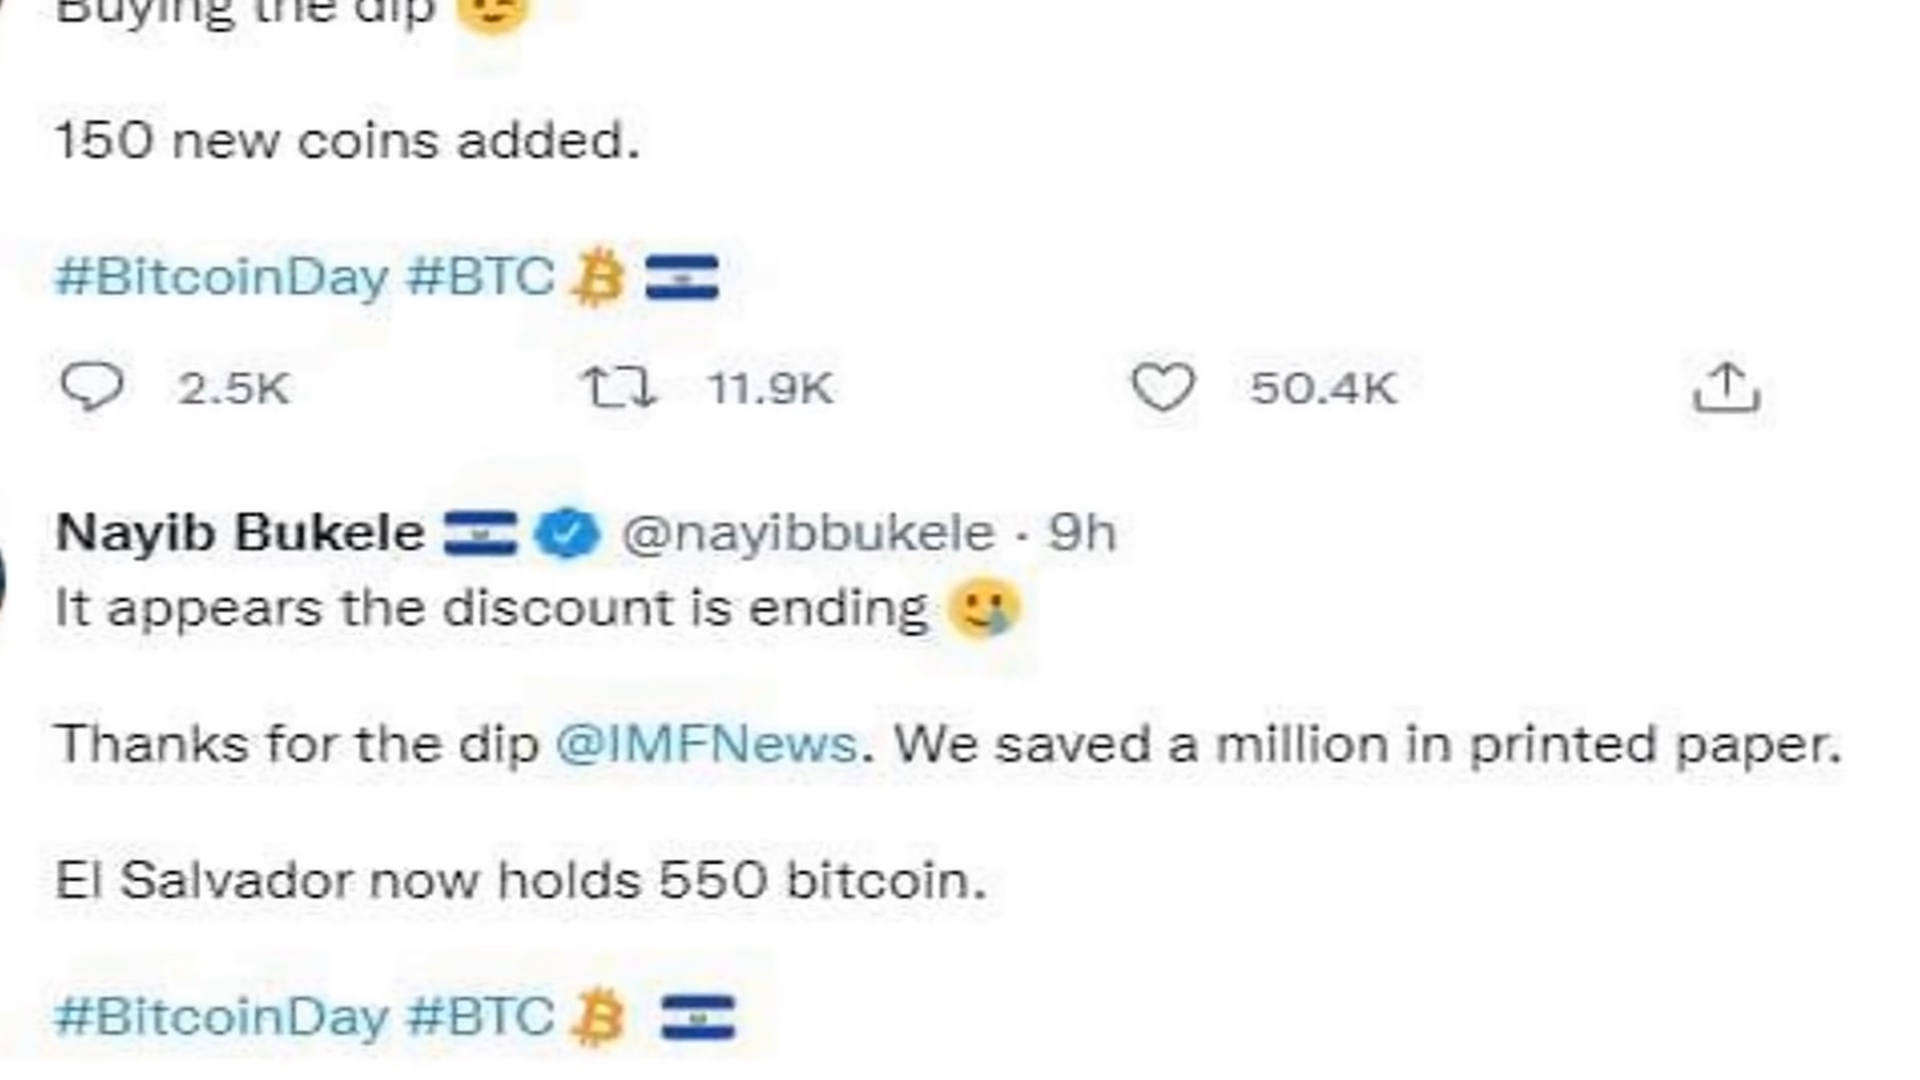 Buying the dip
150 new coins added.
#BitcoinDay #BTC
2.5K 11.9K 50.4K
Nayib Bukele @nayibbukele · 9h
It appears the discount is ending
Thanks for the dip @IMFNews. We saved a million in printed paper.
El Salvador now holds 550 bitcoin.
#BitcoinDay #BTC